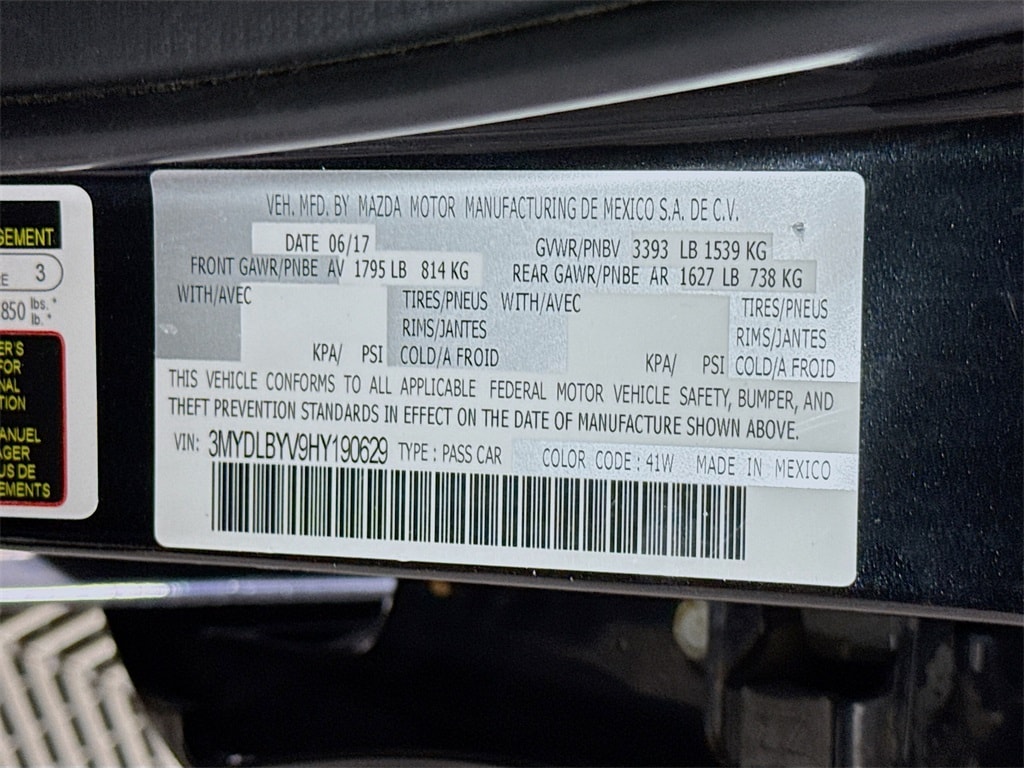 GEMENT
3
850 lbs. *
lb. *
ER'S
FOR
NAL
TION
ANUEL
AGER
US DE
EMENTS
VEH. MFD. BY MAZDA MOTOR MANUFACTURING DE MEXICO S.A. DE C.V.
DATE 06/17 GVWR/PNBV 3393 LB 1539 KG
FRONT GAWR/PNBE AV 1795 LB 814 KG REAR GAWR/PNBE AR 1627 LB 738 KG
WITH/AVEC TIRES/PNEUS WITH/AVEC TIRES/PNEUS
RIMS/JANTES RIMS/JANTES
KPA/ PSI COLD/A FROID KPA/ PSI COLD/A FROID
THIS VEHICLE CONFORMS TO ALL APPLICABLE FEDERAL MOTOR VEHICLE SAFETY, BUMPER, AND
THEFT PREVENTION STANDARDS IN EFFECT ON THE DATE OF MANUFACTURE SHOWN ABOVE.
VIN: 3MYDLBYV9HY190629 TYPE : PASS CAR COLOR CODE : 41W MADE IN MEXICO